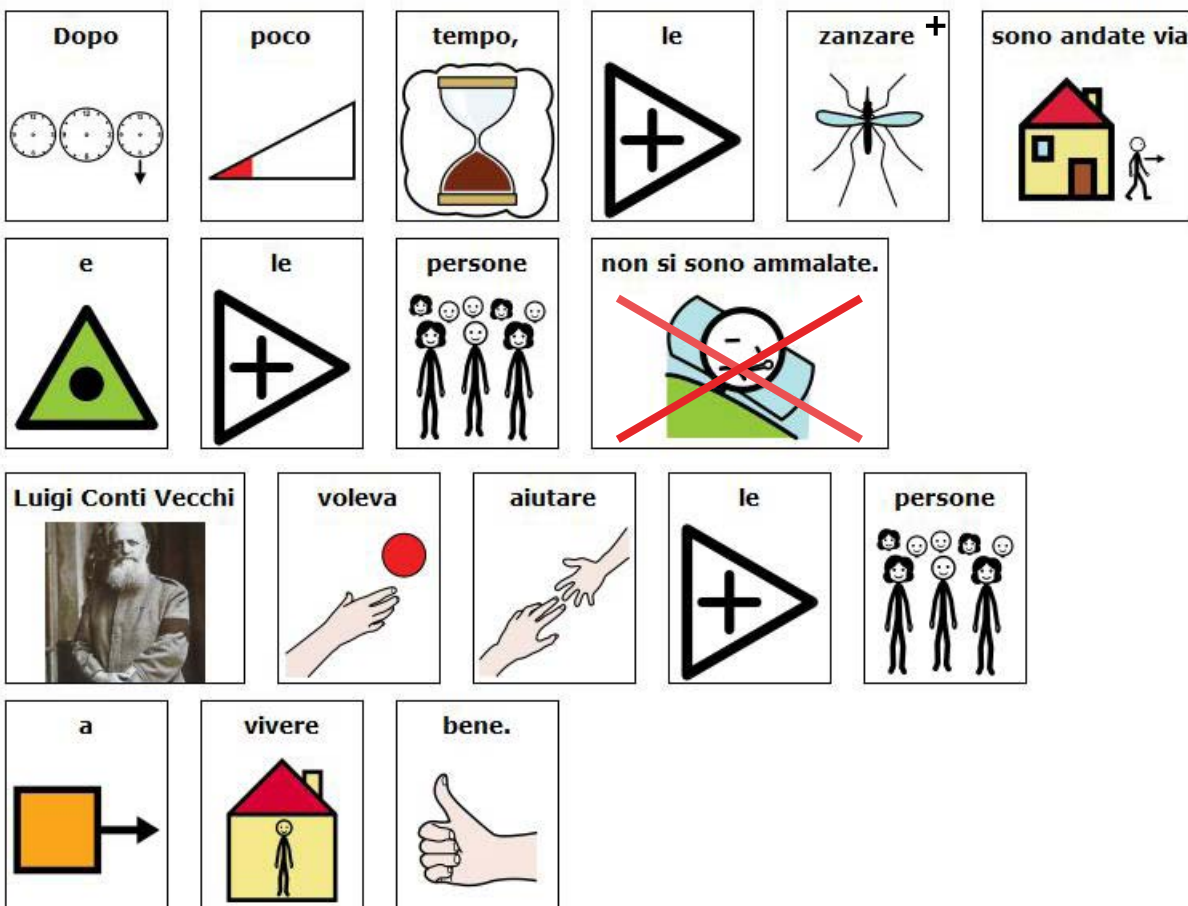 Dopo poco tempo, le zanzare + sono andate via
e le persone non si sono ammalate.
Luigi Conti Vecchi voleva aiutare le persone
a vivere bene.